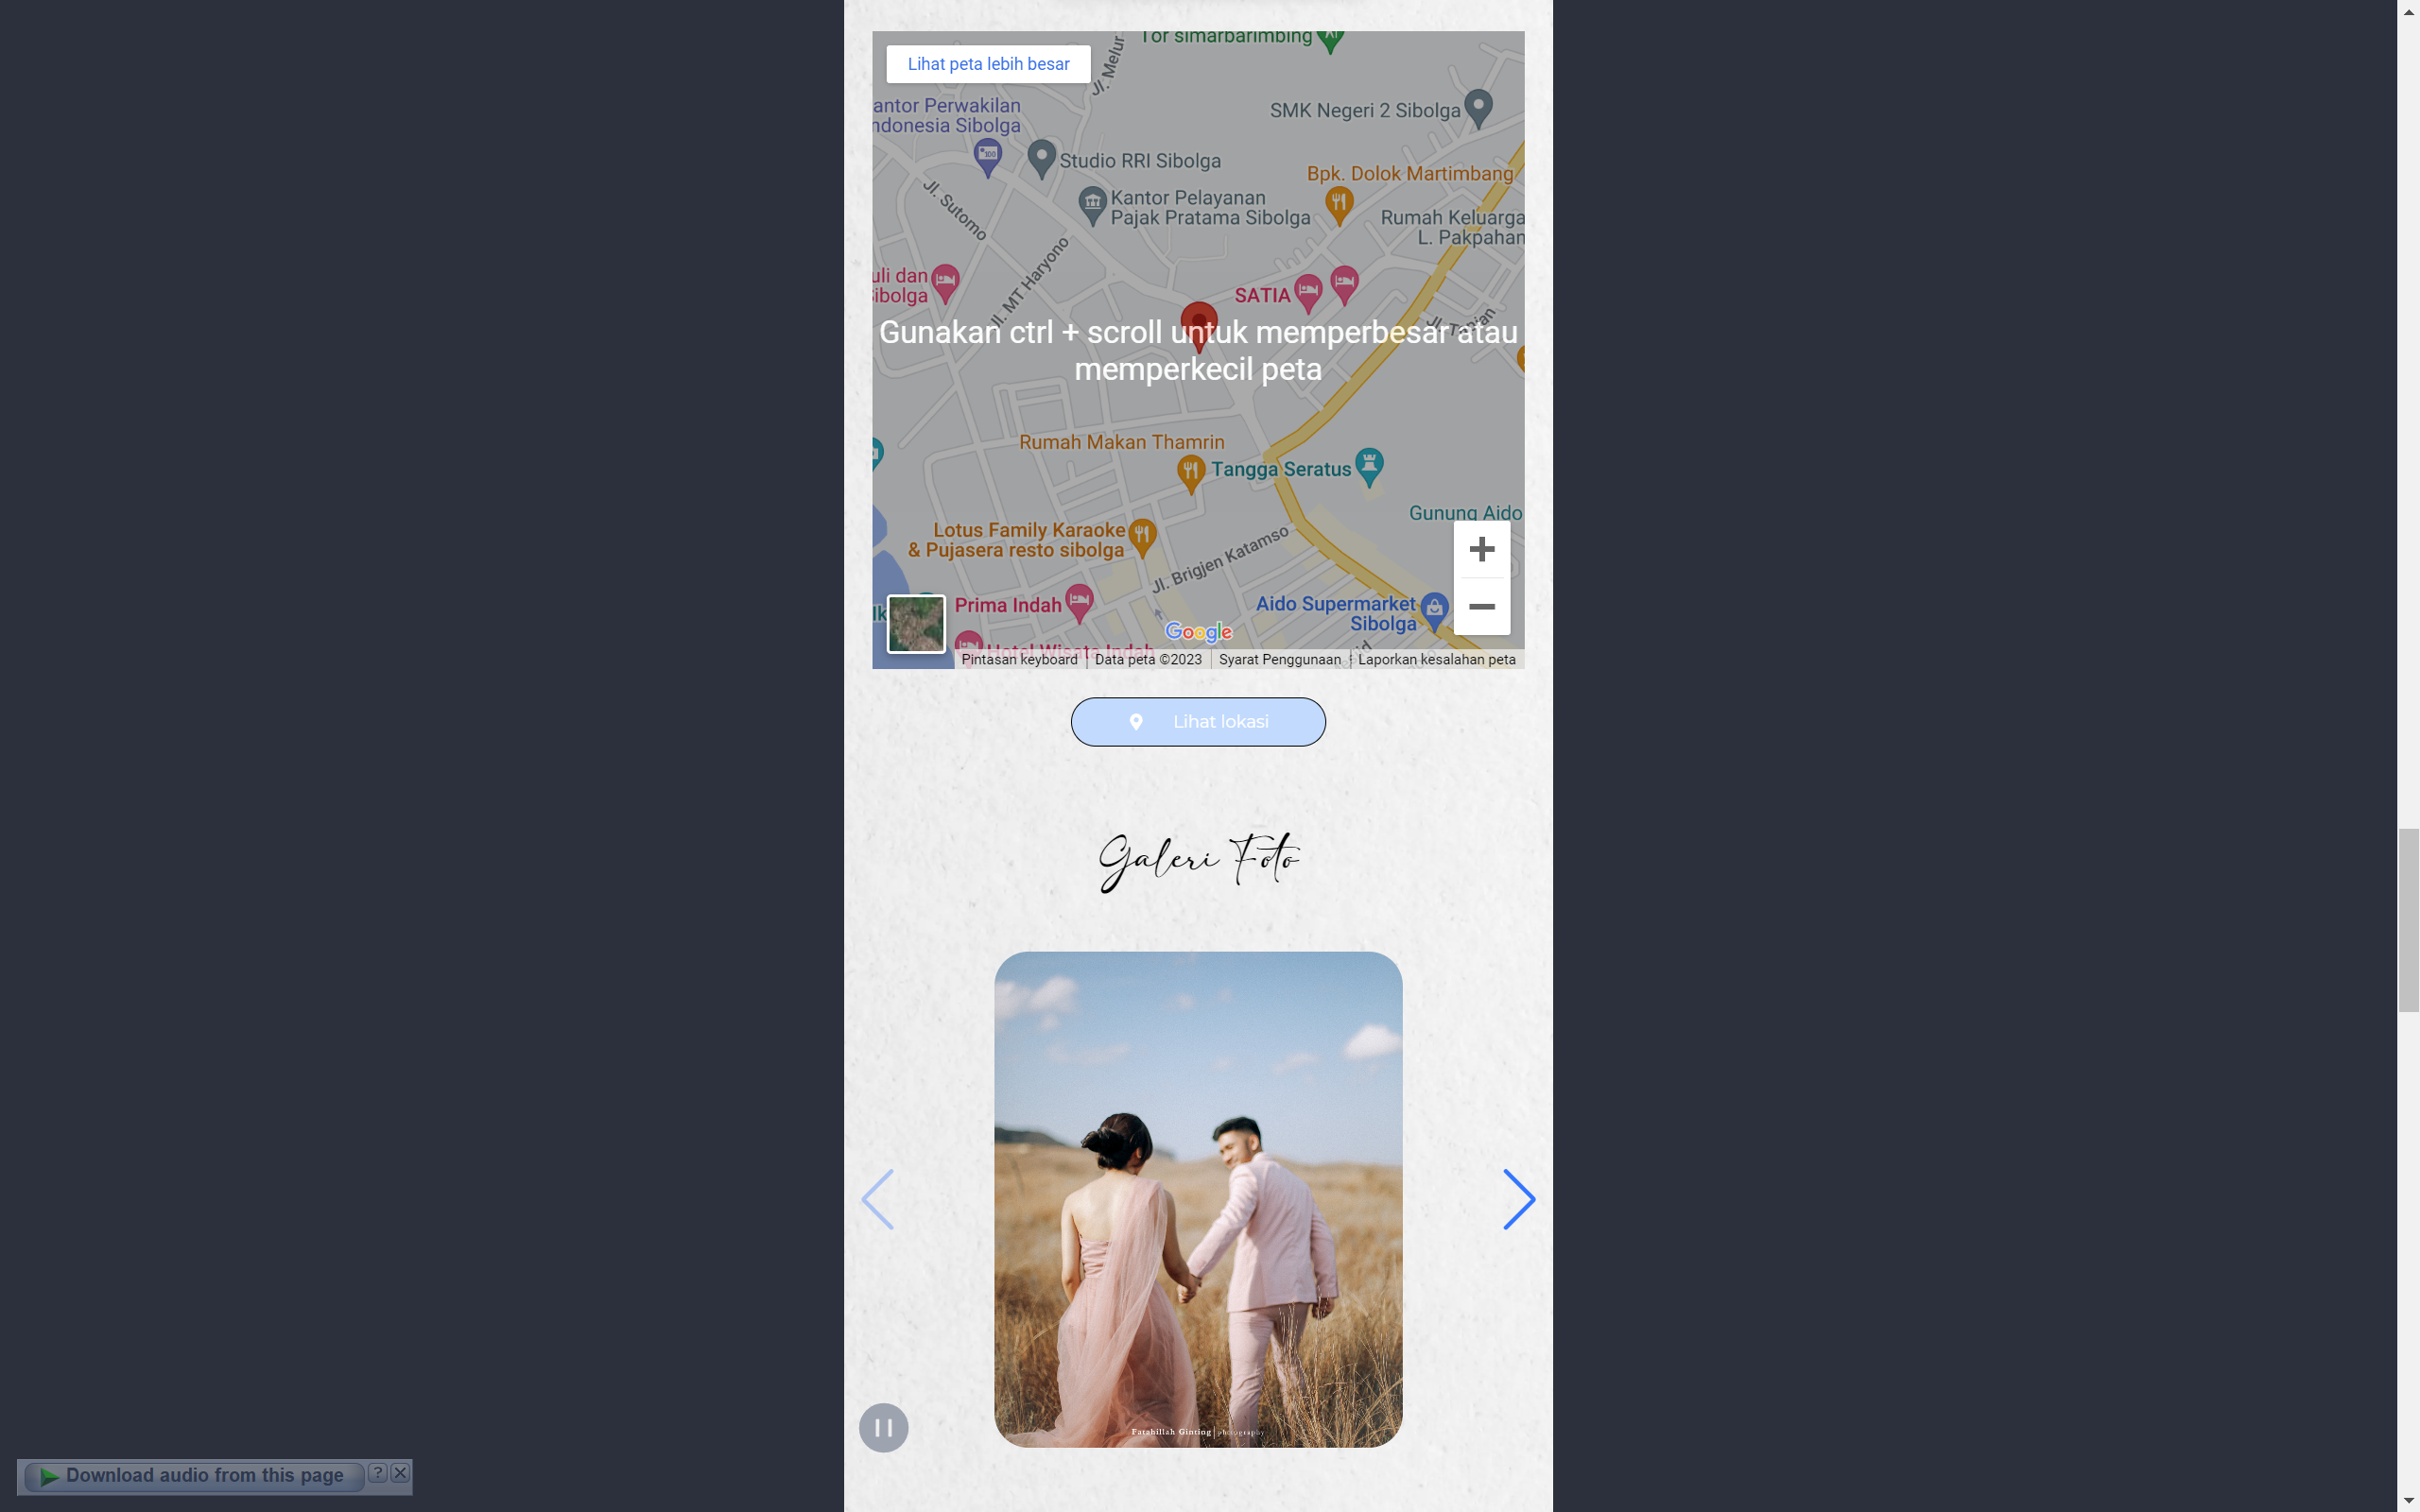 Tor simarbarimbing
Lihat peta lebih besar
Jl. Melur
antor Perwakilan
ndonesia Sibolga
SMK Negeri 2 Sibolga
Studio RRI Sibolga
Bpk. Dolok Martimbang
Kantor Pelayanan
Pajak Pratama Sibolga
Rumah Keluarga
L. Pakpahan
Jl. Sutomo
Jl. MT Haryono
uli dan
Sibolga
SATIA
Gunakan ctrl + scroll untuk memperbesar atau
memperkecil peta
Rumah Makan Thamrin
Tangga Seratus
Gunung Aido
Lotus Family Karaoke
& Pujasera resto sibolga
Jl. Brigjen Katamso
Prima Indah
Aido Supermarket
Sibolga
Google
Hotel Wisata Indah
Pintasan keyboard
Data peta ©2023
Syarat Penggunaan
Laporkan kesalahan peta
Lihat lokasi
Galeri Foto
Fatahillah Ginting | photography
Download audio from this page ?